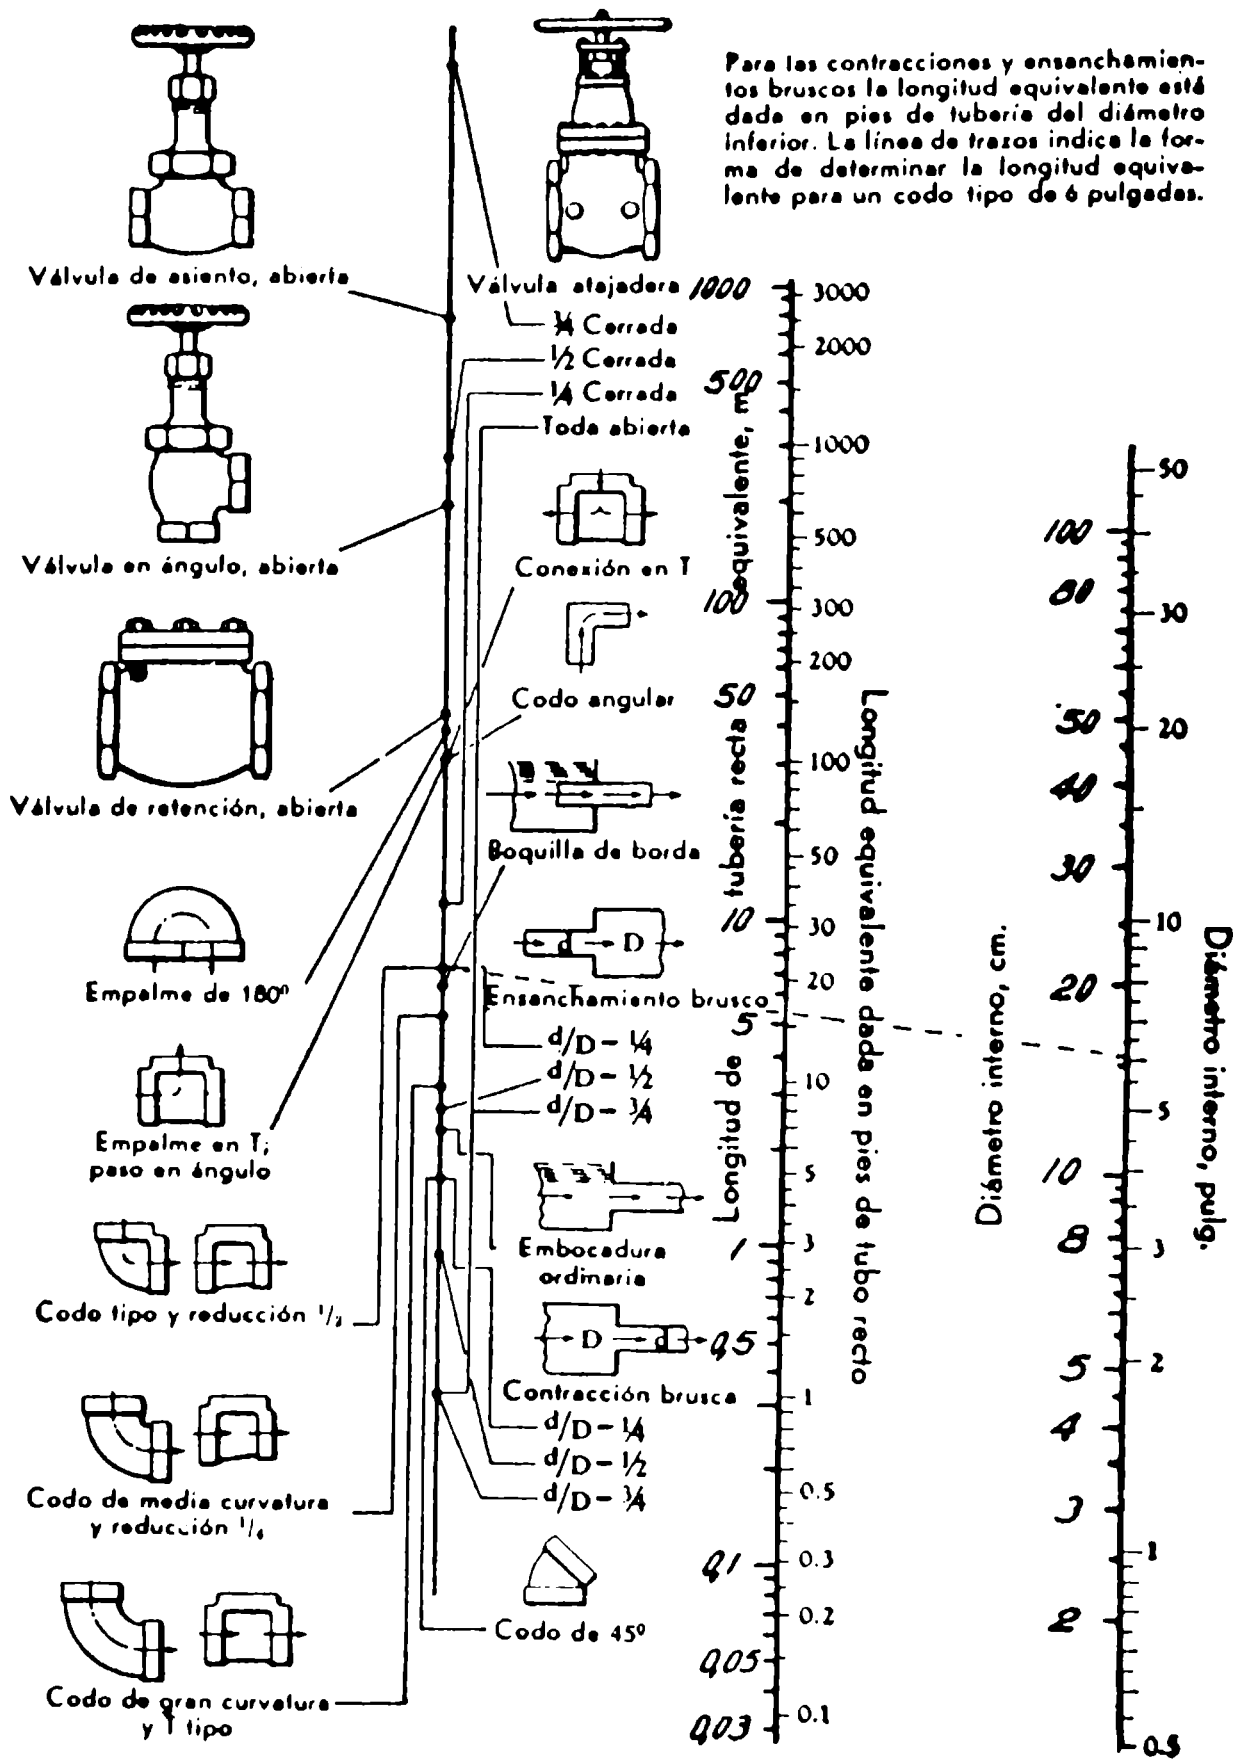 Para las contracciones y ensanchamien-
tos bruscos la longitud equivalente está
dada en pies de tubería del diámetro
inferior. La línea de trazos indica la for-
ma de determinar la longitud equiva-
lente para un codo tipo de 6 pulgadas.
Válvula de asiento, abierta
Válvula en ángulo, abierta
Válvula de retención, abierta
Empalme de 180º
Empalme en T;
paso en ángulo
Codo tipo y reducción 1/2
Codo de media curvatura
y reducción 1/4
Codo de gran curvatura
y T tipo
Válvula atajadora
¾ Cerrada
1/2 Cerrada
¼ Cerrada
Toda abierta
Conexión en T
Codo angular
Boquilla de borda
d D
Ensanchamiento brusco
d/D - ¼
d/D - 1/2
d/D - ¾
Embocadura
ordinaria
D d
Contracción brusca
d/D - ¼
d/D - 1/2
d/D - ¾
Codo de 45º
Longitud de tubería recta equivalente, m
1000
500
100
50
10
5
1
0,5
0,1
0,05
0,03
3000
2000
1000
500
300
200
100
50
30
20
10
5
3
2
1
0.5
0.3
0.2
0.1
Longitud equivalente dada en pies de tubo recto
Diámetro interno, cm.
100
80
50
40
30
20
10
8
5
4
3
2
50
30
20
10
5
3
2
1
0.5
Diámetro interno, pulg.